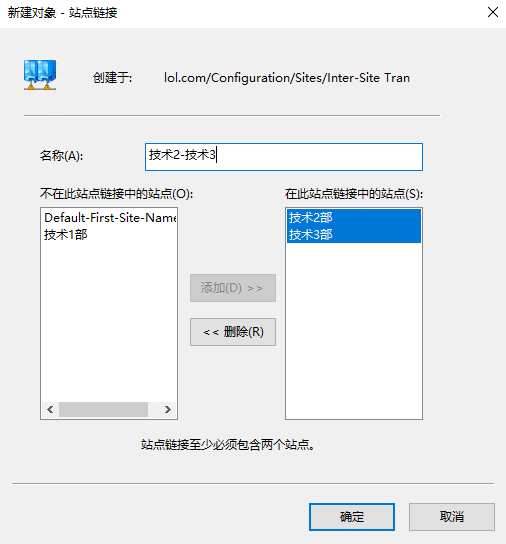 新建对象 - 站点链接
创建于: lol.com/Configuration/Sites/Inter-Site Tran
名称(A): 技术2-技术3
不在此站点链接中的站点(O): 在此站点链接中的站点(S):
Default-First-Site-Name 技术2部
技术1部 技术3部
添加(D) >>
<< 删除(R)
站点链接至少必须包含两个站点。
确定 取消